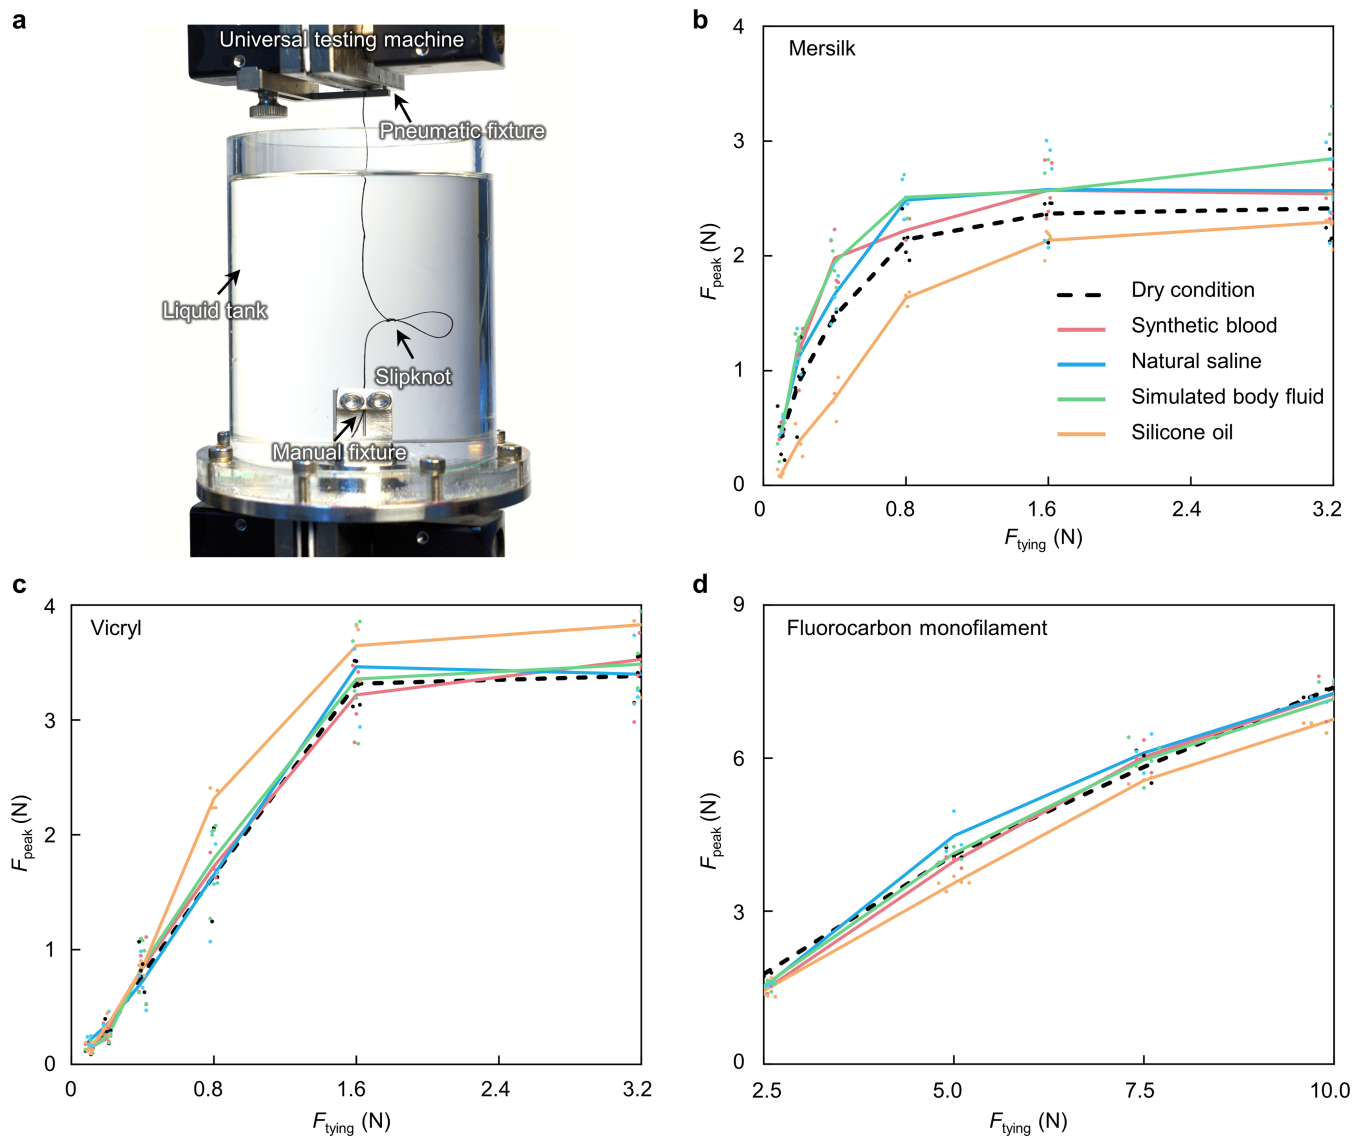 a
Universal testing machine
Pneumatic fixture
Liquid tank
Slipknot
Manual fixture
b
Mersilk
4
3
2
1
0
F_peak (N)
Dry condition
Synthetic blood
Natural saline
Simulated body fluid
Silicone oil
0 0.8 1.6 2.4 3.2
F_tying (N)
c
Vicryl
4
3
2
1
0
F_peak (N)
0 0.8 1.6 2.4 3.2
F_tying (N)
d
Fluorocarbon monofilament
9
6
3
0
F_peak (N)
2.5 5.0 7.5 10.0
F_tying (N)